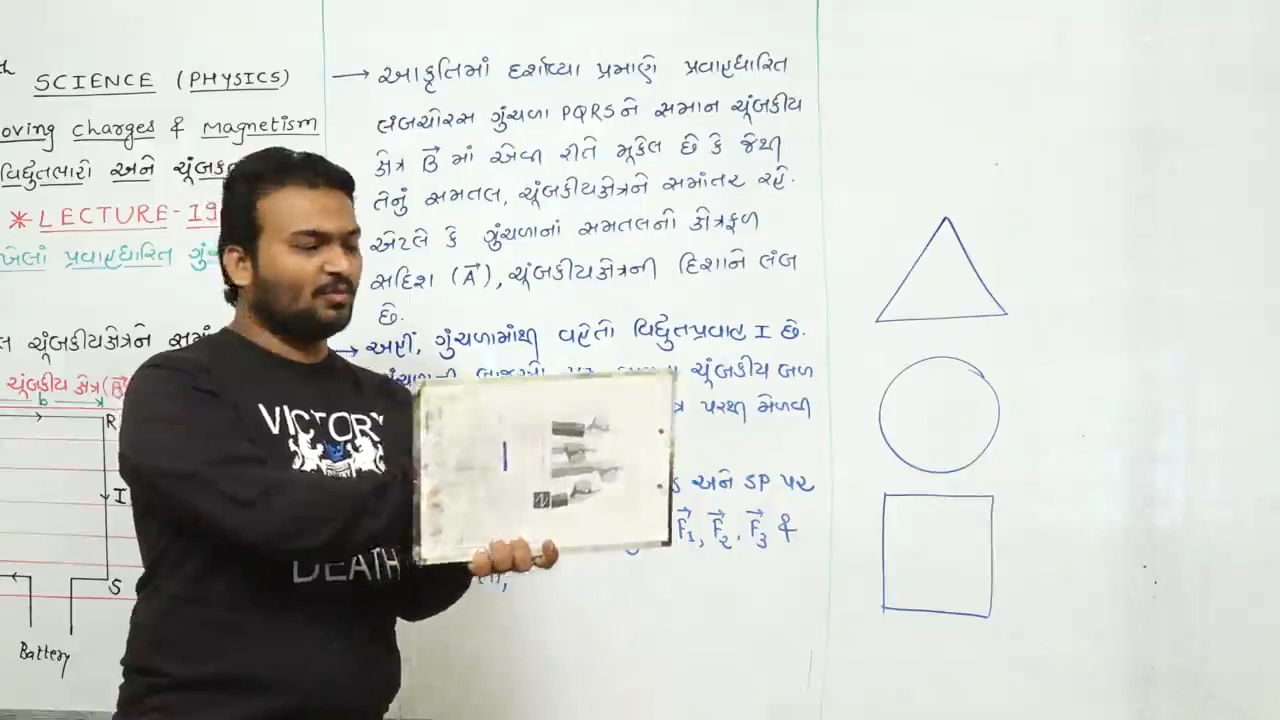 SCIENCE (PHYSICS)
oving charges & magnetism
વિદ્યુતભારો અને ચૂંબક
* LECTURE-19
ખેલાં પ્રવાહધારિત ગુંચ
લ ચૂંબકીયક્ષેત્રને સમાં
ચૂંબકીય ક્ષેત્ર (B⃗
b
R
I
S
Battery
→ આકૃતિમાં દર્શાવ્યા પ્રમાણે પ્રવાહધારિત
લંબચોરસ ગુંચળા PQRSને સમાન ચૂંબકીય
ક્ષેત્ર B⃗ માં એવી રીતે મૂકેલ છે કે જેથી
તેનું સમતલ, ચૂંબકીયક્ષેત્રને સમાંતર રહે.
એટલે કે ગુંચળાનાં સમતલનો ક્ષેત્રફળ
સદિશ (A⃗), ચૂંબકીયક્ષેત્રની દિશાને લંબ
છે.
→ અહીં, ગુંચળામાંથી વહેતો વિદ્યુતપ્રવાહ I છે.
ચૂંબકીય બળ
પરથી મેળવી
અને SP પર
F⃗1, F⃗2, F⃗3 &
VICTORY
DEATH